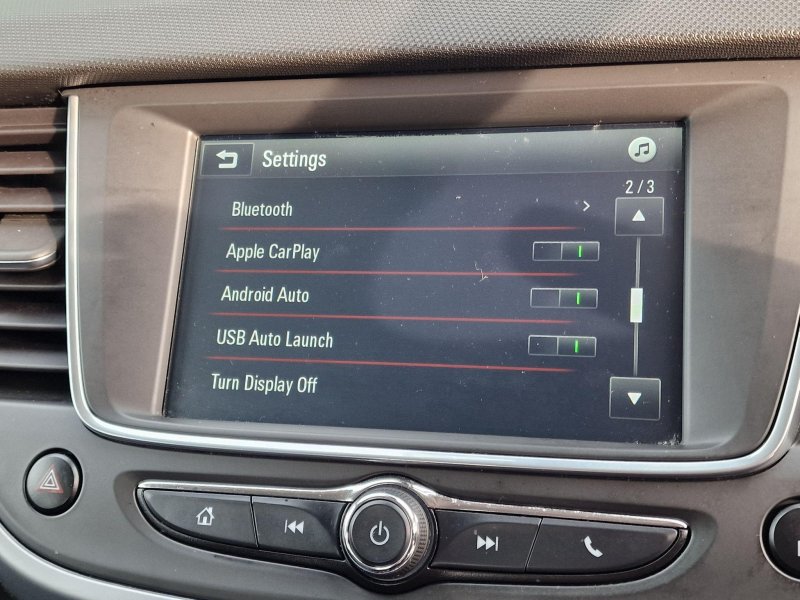 Settings
2/3
Bluetooth
Apple CarPlay
Android Auto
USB Auto Launch
Turn Display Off